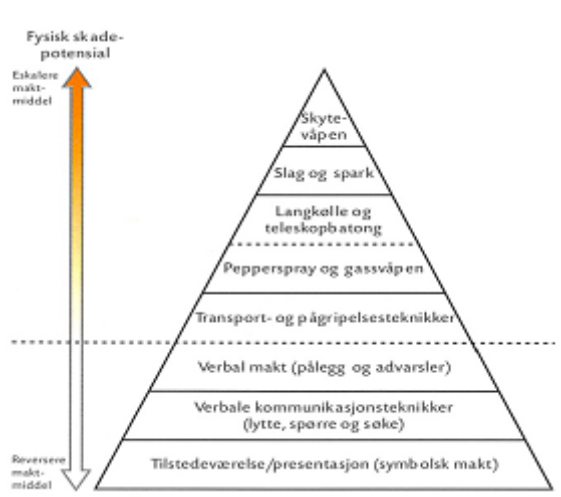 Fysisk skade-
potensial
Eskalere
makt-
middel
Skyte-
våpen
Slag og spark
Langkølle og
teleskopbatong
Pepperspray og gassvåpen
Transport- og pågripelsesteknikker
Verbal makt (pålegg og advarsler)
Verbale kommunikasjonsteknikker
(lytte, spørre og søke)
Tilstedeværelse/presentasjon (symbolsk makt)
Reversere
makt-
middel